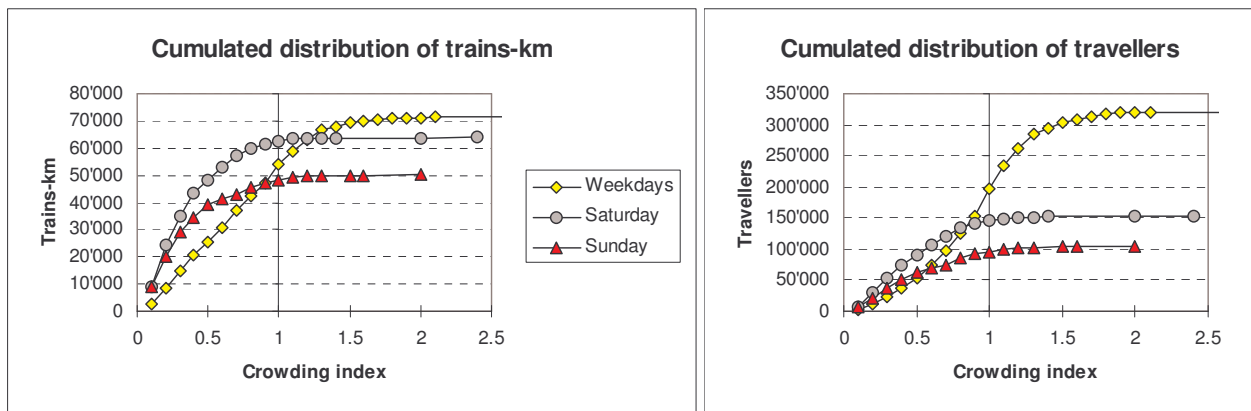 Cumulated distribution of trains-km
80'000
70'000
60'000
50'000
40'000
30'000
20'000
10'000
0
Trains-km
0 0.5 1 1.5 2 2.5
Crowding index
Weekdays
Saturday
Sunday
Cumulated distribution of travellers
350'000
300'000
250'000
200'000
150'000
100'000
50'000
0
Travellers
0 0.5 1 1.5 2 2.5
Crowding index